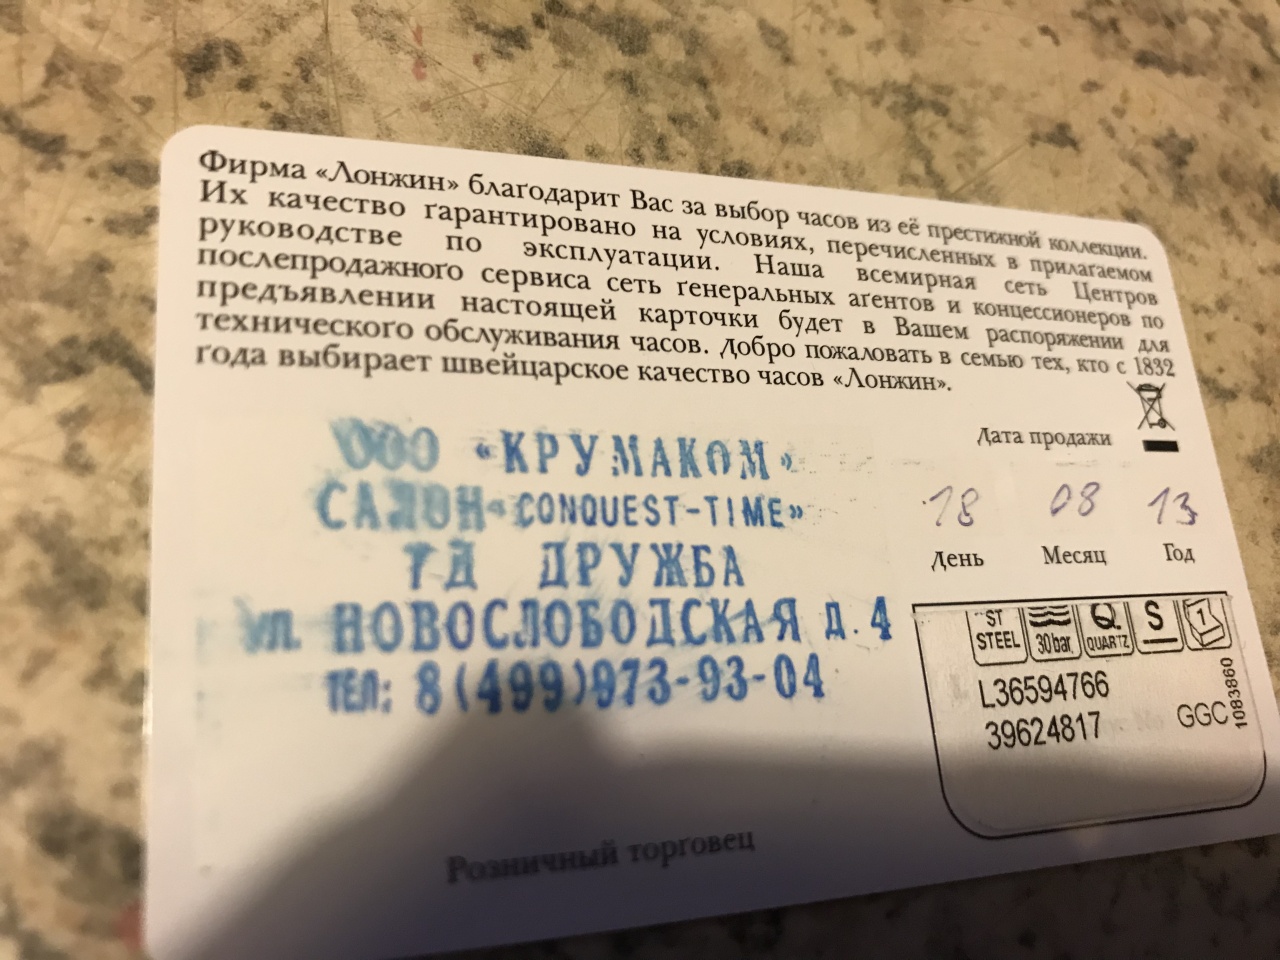 Фирма «Лонжин» благодарит Вас за выбор часов из её престижной коллекции.
Их качество гарантировано на условиях, перечисленных в прилагаемом
руководстве по эксплуатации. Наша всемирная сеть Центров
послепродажного сервиса сеть генеральных агентов и концессионеров по
предъявлении настоящей карточки будет в Вашем распоряжении для
технического обслуживания часов. Добро пожаловать в семью тех, кто с 1832
года выбирает швейцарское качество часов «Лонжин».
Дата продажи
ООО «КРУМАКОМ»
САЛОН «CONQUEST-TIME»
ТД ДРУЖБА
ул. НОВОСЛОБОДСКАЯ д. 4
ТЕЛ: 8(499)973-93-04
18 08 13
День Месяц Год
ST STEEL 30 bar QUARTZ S 1
L36594766
39624817 GGC
1083860
Розничный торговец